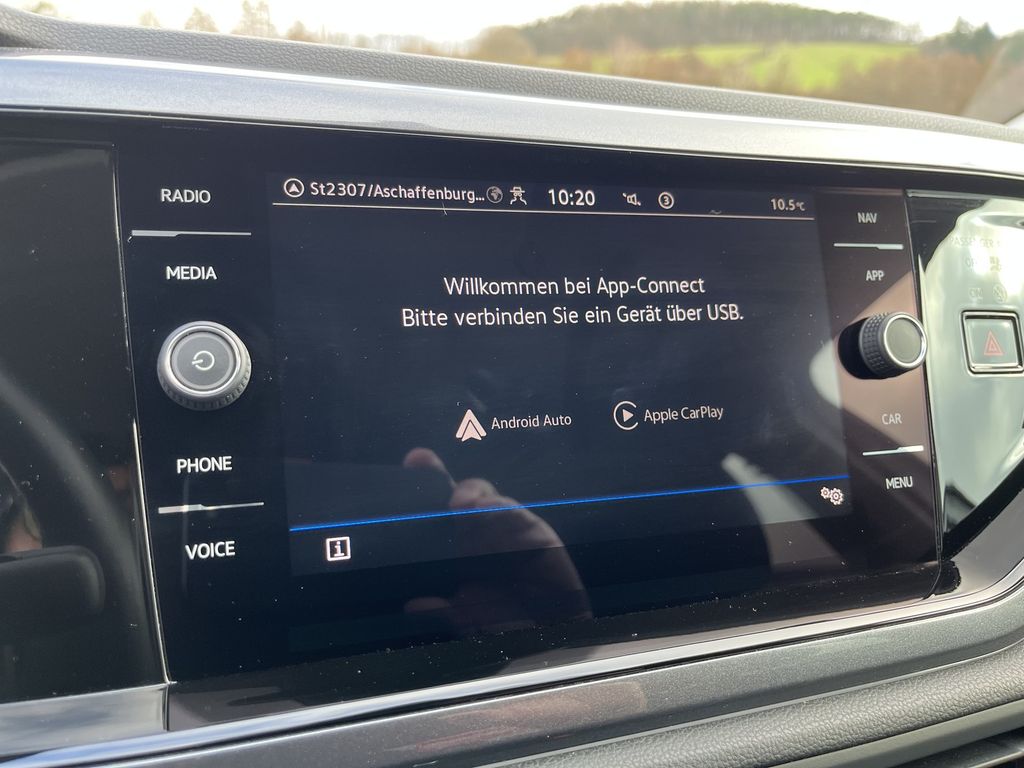 RADIO
MEDIA
PHONE
VOICE
St2307/Aschaffenburg...
10:20
3
10.5°C
Willkommen bei App-Connect
Bitte verbinden Sie ein Gerät über USB.
Android Auto
Apple CarPlay
i
NAV
APP
CAR
MENU